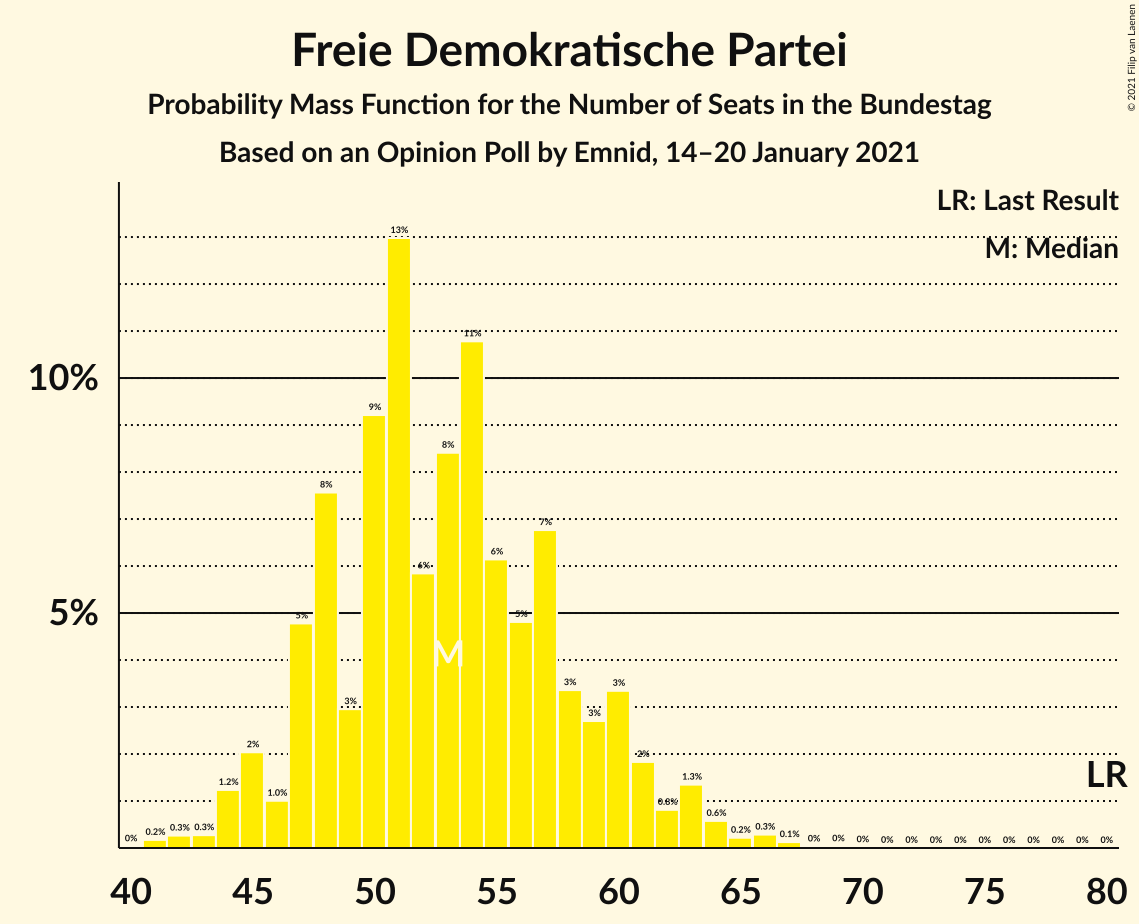 Freie Demokratische Partei
Probability Mass Function for the Number of Seats in the Bundestag
Based on an Opinion Poll by Emnid, 14–20 January 2021
© 2021 Filip van Laenen
LR: Last Result
M: Median
10%
5%
0% 0.2% 0.3% 0.3% 1.2% 2% 1.0% 5% 8% 3% 9% 13% 6% 8% 11% 6% 5% 7% 3% 3% 3% 2% 0.8% 1.3% 0.6% 0.2% 0.3% 0.1% 0% 0% 0% 0% 0% 0% 0% 0% 0% 0% 0% 0% 0%
M
LR
40 45 50 55 60 65 70 75 80